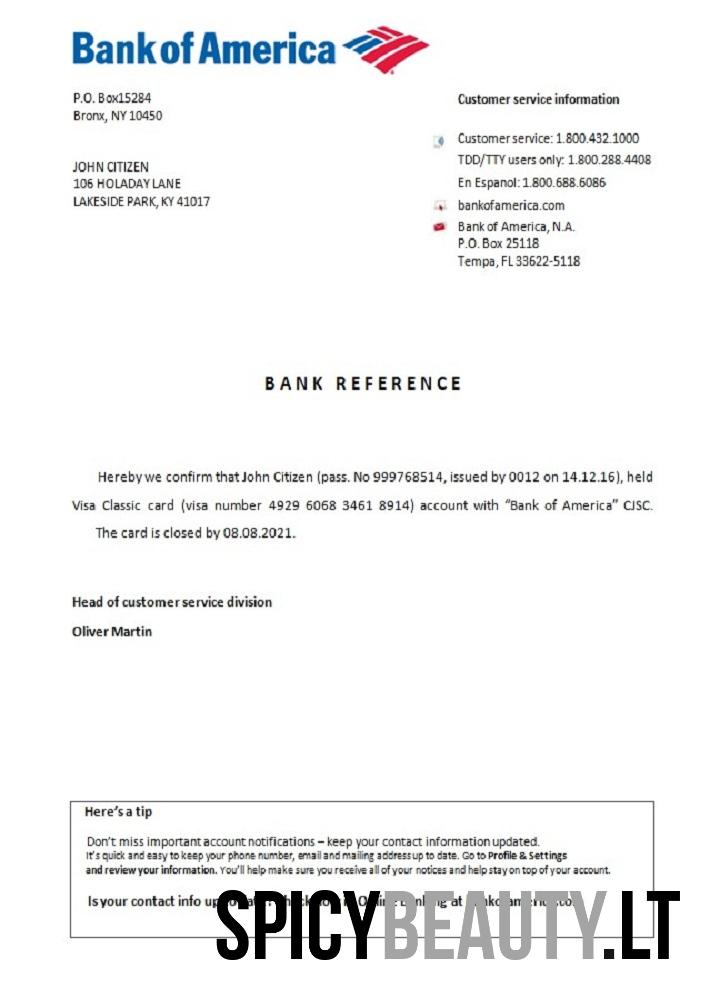 Bank of America
P.O. Box15284
Bronx, NY 10450
JOHN CITIZEN
106 HOLADAY LANE
LAKESIDE PARK, KY 41017
Customer service information
Customer service: 1.800.432.1000
TDD/TTY users only: 1.800.288.4408
En Espanol: 1.800.688.6086
bankofamerica.com
Bank of America, N.A.
P.O. Box 25118
Tempa, FL 33622-5118
BANK REFERENCE
Hereby we confirm that John Citizen (pass. No 999768514, issued by 0012 on 14.12.16), held
Visa Classic card (visa number 4929 6068 3461 8914) account with “Bank of America” CJSC.
The card is closed by 08.08.2021.
Head of customer service division
Oliver Martin
Here’s a tip
Don’t miss important account notifications – keep your contact information updated.
It’s quick and easy to keep your phone number, email and mailing address up to date. Go to Profile & Settings
and review your information. You’ll help make sure you receive all of your notices and help stay on top of your account.
Is your contact info
SPICYBEAUTY.LT